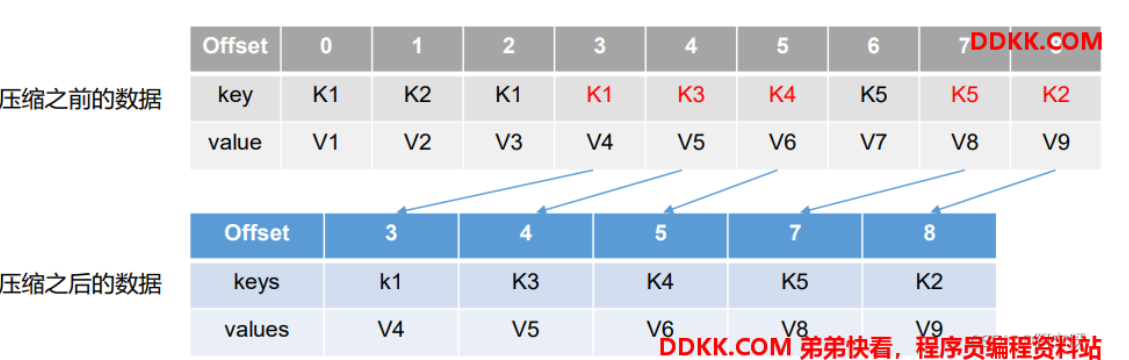 Offset 0 1 2 3 4 5 6 7 8
DDKK.COM
压缩之前的数据
key K1 K2 K1 K1 K3 K4 K5 K5 K2
value V1 V2 V3 V4 V5 V6 V7 V8 V9
Offset 3 4 5 7 8
压缩之后的数据
keys k1 K3 K4 K5 K2
values V4 V5 V6 V8 V9
DDKK.COM 弟弟快看，程序员编程资料站